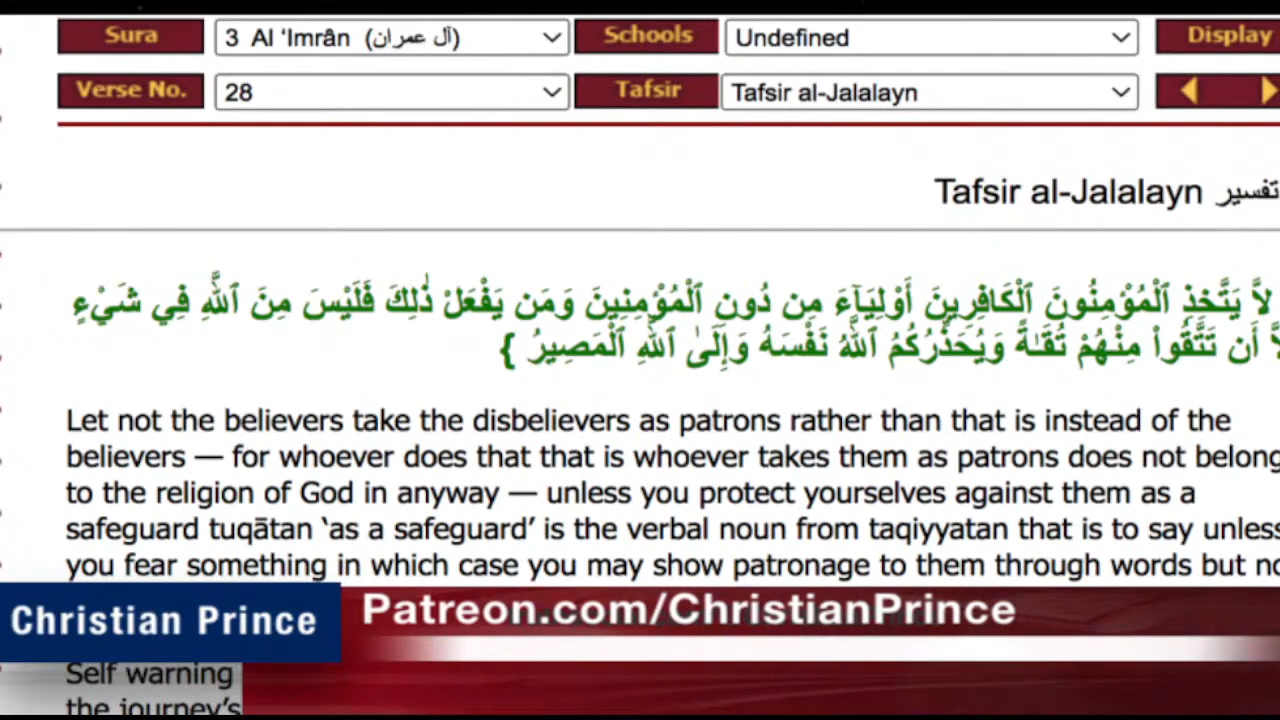 Sura
3 Al 'Imrân (آل عمران)
Schools
Undefined
Display
Verse No.
28
Tafsir
Tafsir al-Jalalayn
Tafsir al-Jalalayn تفسير
لاَّ يَتَّخِذِ ٱلْمُؤْمِنُونَ ٱلْكَافِرِينَ أَوْلِيَآءَ مِن دُونِ ٱلْمُؤْمِنِينَ وَمَن يَفْعَلْ ذٰلِكَ فَلَيْسَ مِنَ ٱللَّهِ فِي شَيْءٍ
أَن تَتَّقُواْ مِنْهُمْ تُقَـٰةً وَيُحَذِّرُكُمُ ٱللَّهُ نَفْسَهُ وَإِلَىٰ ٱللَّهِ ٱلْمَصِيرُ }
Let not the believers take the disbelievers as patrons rather than that is instead of the
believers — for whoever does that that is whoever takes them as patrons does not belong
to the religion of God in anyway — unless you protect yourselves against them as a
safeguard tuqātan 'as a safeguard' is the verbal noun from taqiyyatan that is to say unless
you fear something in which case you may show patronage to them through words but
Christian Prince
Patreon.com/ChristianPrince
Self warning
the journey's